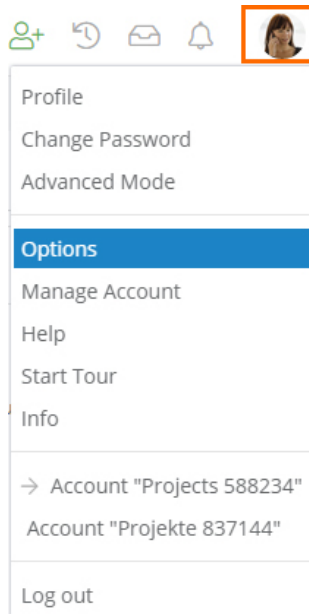 Profile
Change Password
Advanced Mode
Options
Manage Account
Help
Start Tour
Info
→ Account "Projects 588234"
Account "Projekte 837144"
Log out